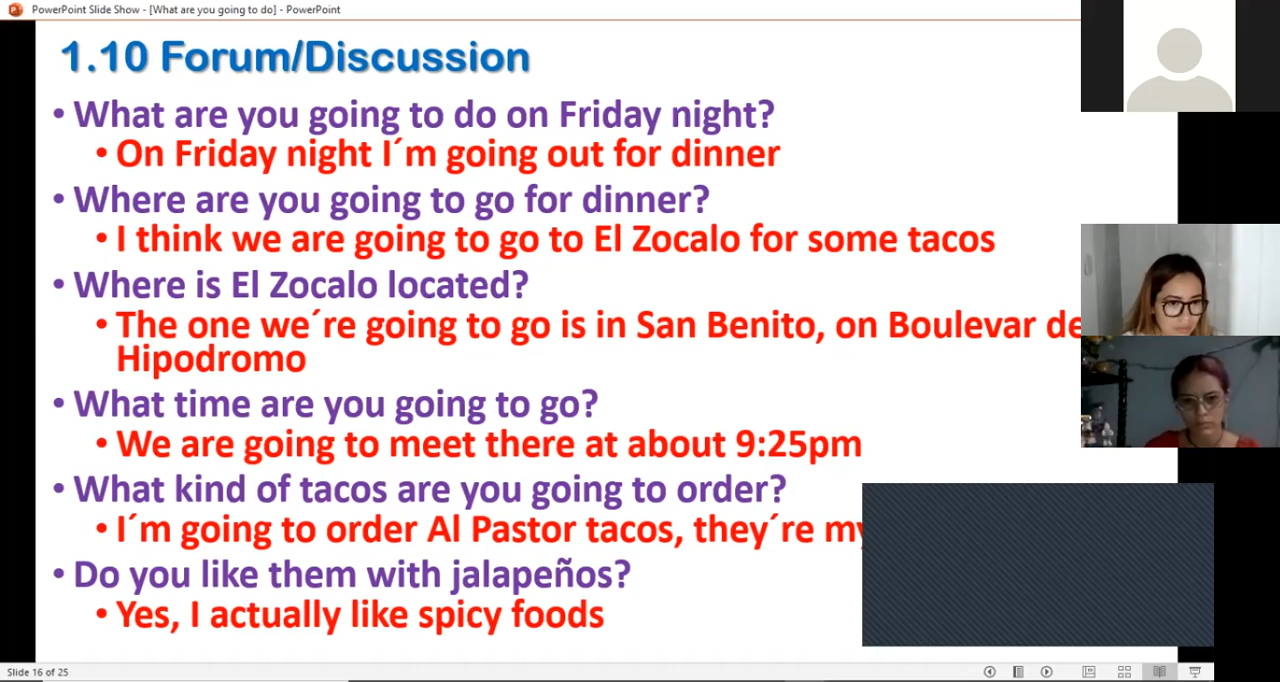 PowerPoint Slide Show - [What are you going to do] - PowerPoint
1.10 Forum/Discussion
• What are you going to do on Friday night?
• On Friday night I´m going out for dinner
• Where are you going to go for dinner?
• I think we are going to go to El Zocalo for some tacos
• Where is El Zocalo located?
• The one we´re going to go is in San Benito, on Boulevar de
Hipodromo
• What time are you going to go?
• We are going to meet there at about 9:25pm
• What kind of tacos are you going to order?
• I´m going to order Al Pastor tacos, they´re my
• Do you like them with jalapeños?
• Yes, I actually like spicy foods
Slide 16 of 25